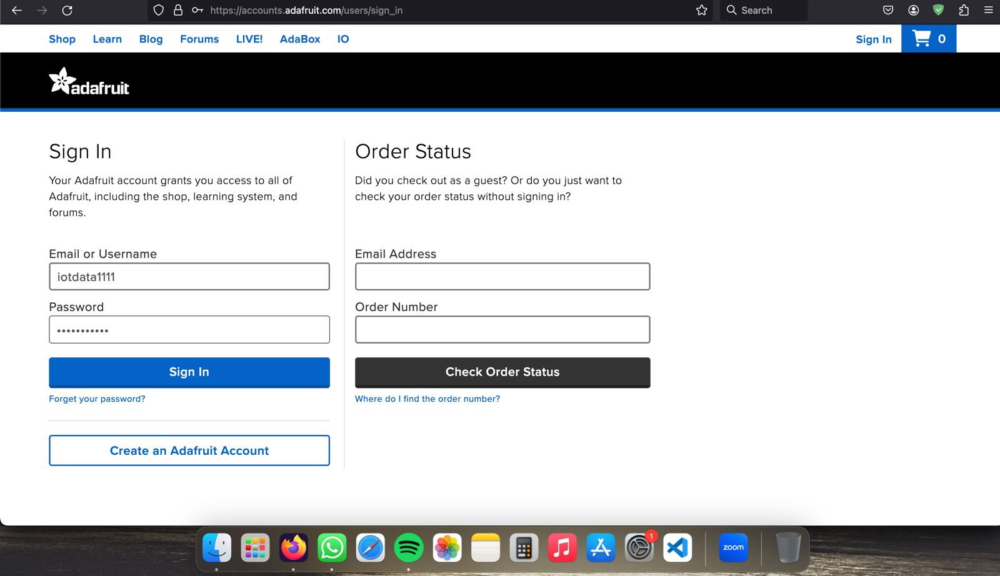 https://accounts.adafruit.com/users/sign_in
Search
Shop Learn Blog Forums LIVE! AdaBox IO Sign In 0
adafruit
Sign In
Your Adafruit account grants you access to all of
Adafruit, including the shop, learning system, and
forums.
Email or Username
iotdata1111
Password
•••••••••••
Sign In
Forget your password?
Create an Adafruit Account
Order Status
Did you check out as a guest? Or do you just want to
check your order status without signing in?
Email Address
Order Number
Check Order Status
Where do I find the order number?
1
zoom